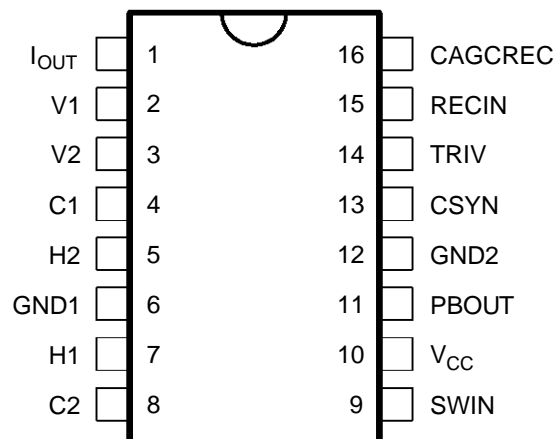 I_OUT 1 16 CAGCREC
V1 2 15 RECIN
V2 3 14 TRIV
C1 4 13 CSYN
H2 5 12 GND2
GND1 6 11 PBOUT
H1 7 10 V_CC
C2 8 9 SWIN